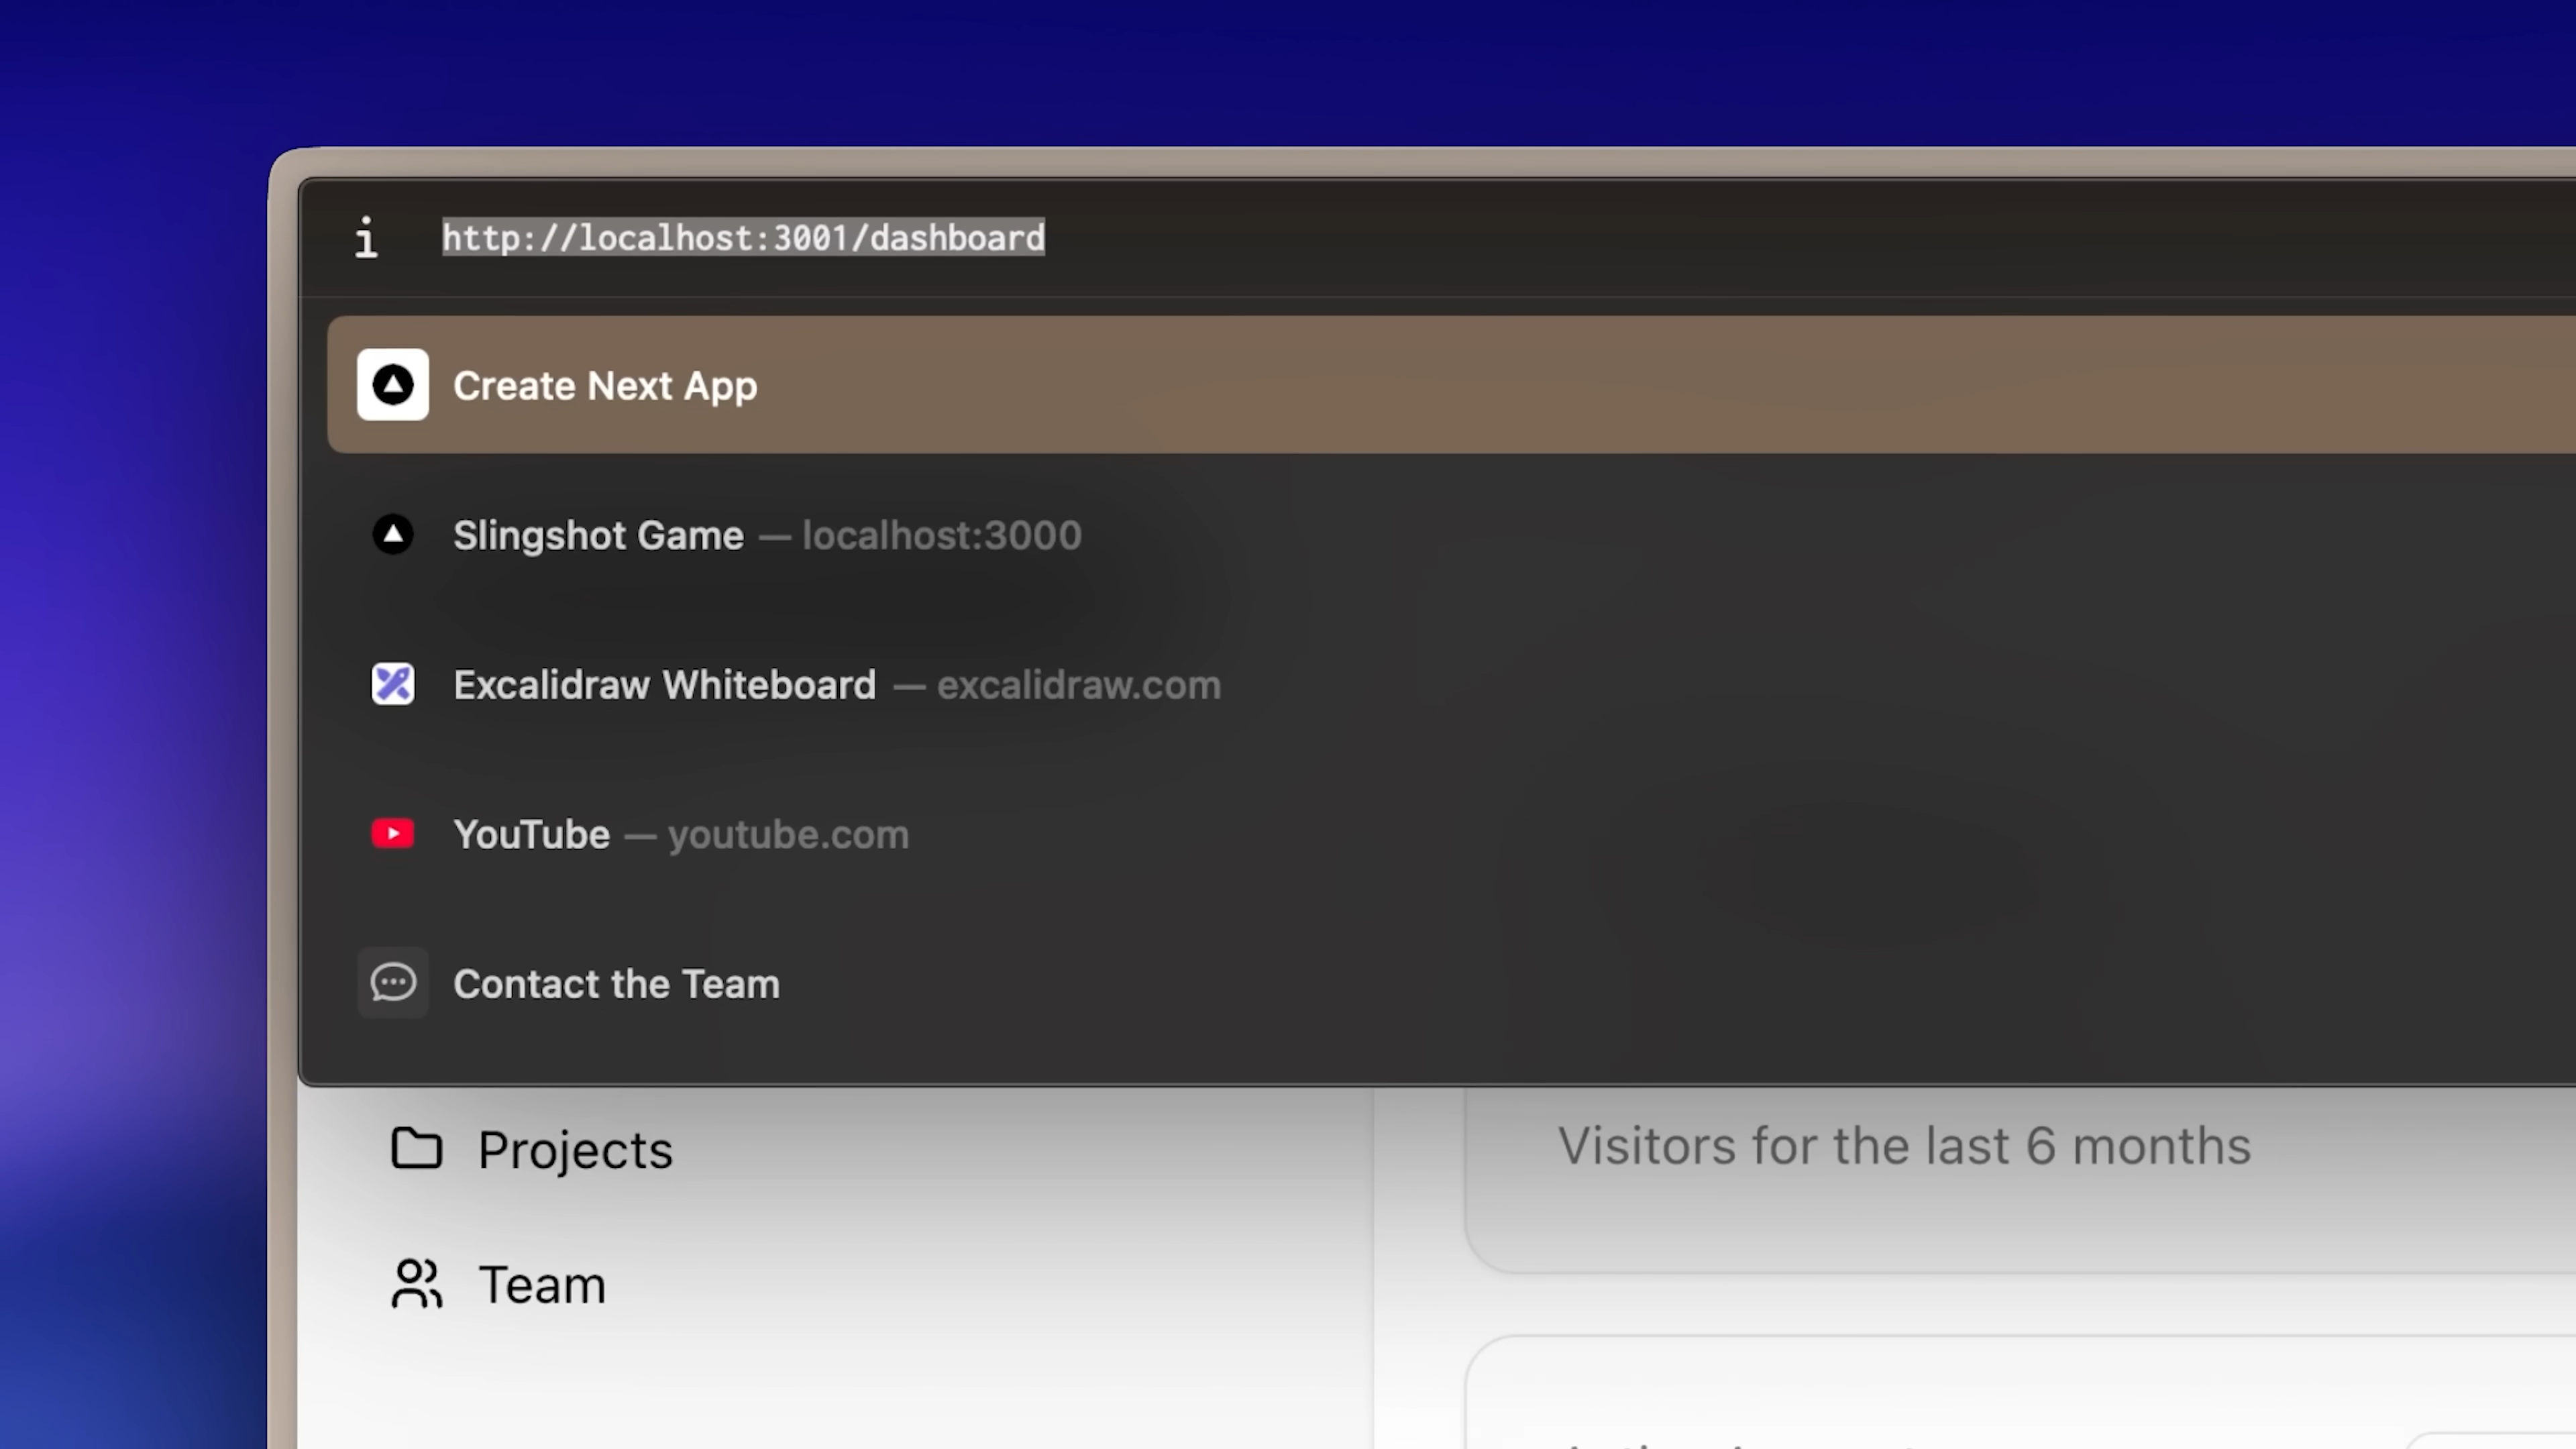 http://localhost:3001/dashboard
Create Next App
Slingshot Game — localhost:3000
Excalidraw Whiteboard — excalidraw.com
YouTube — youtube.com
Contact the Team
Projects
Visitors for the last 6 months
Team